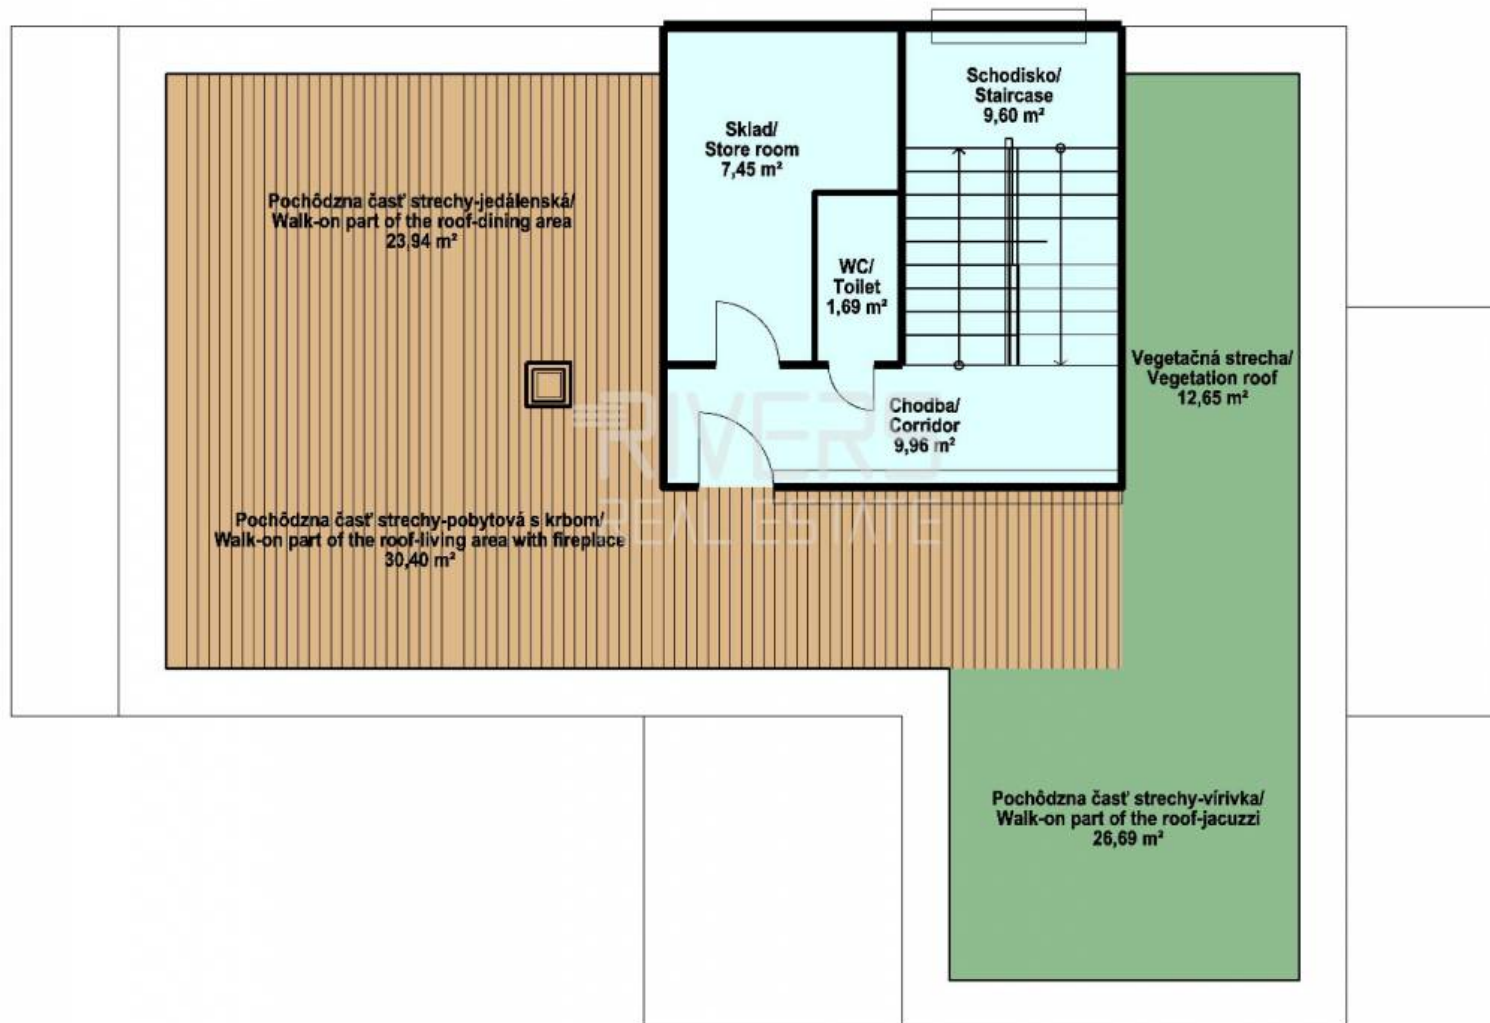 Schodisko/
Staircase
9,60 m²
Sklad/
Store room
7,45 m²
Pochôdzna časť strechy-jedálenská/
Walk-on part of the roof-dining area
23,94 m²
WC/
Toilet
1,69 m²
Vegetačná strecha/
Vegetation roof
12,65 m²
Chodba/
Corridor
9,96 m²
RIVERS
REAL ESTATE
Pochôdzna časť strechy-pobytová s krbom/
Walk-on part of the roof-living area with fireplace
30,40 m²
Pochôdzna časť strechy-vírivka/
Walk-on part of the roof-jacuzzi
26,69 m²